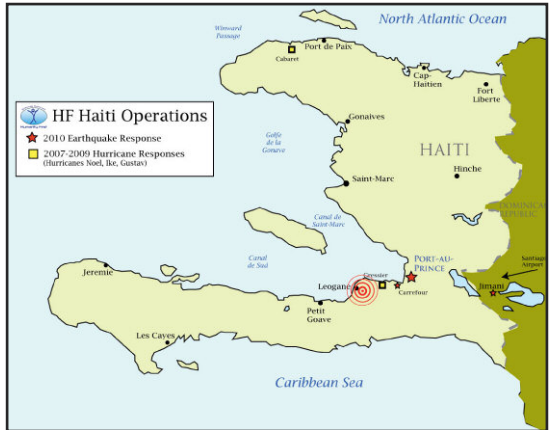 North Atlantic Ocean
Winward
Passage
Port de Paix
Cabaret
Cap-
Haitien
Fort
Liberte
HF Haiti Operations
2010 Earthquake Response
2007-2009 Hurricane Responses
(Hurricanes Noel, Ike, Gustav)
Gonaives
Golfe
de la
Gonave
HAITI
Hinche
Saint-Marc
DOMINICAN
REPUBLIC
Canal de
Saint-Marc
Canal
de Sud
PORT-AU-
PRINCE
Santiago
Airport
Jeremie
Gressier
Leogane
Carrefour
Jimani
Petit
Goave
Les Cayes
Caribbean Sea